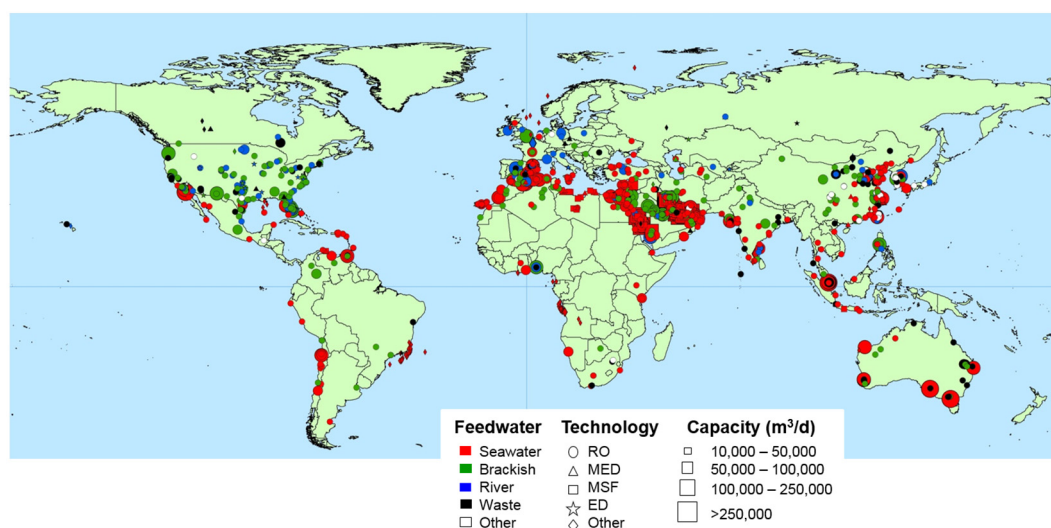 Feedwater Technology Capacity (m³/d)
Seawater RO 10,000 – 50,000
Brackish MED 50,000 – 100,000
River MSF 100,000 – 250,000
Waste ED >250,000
Other Other